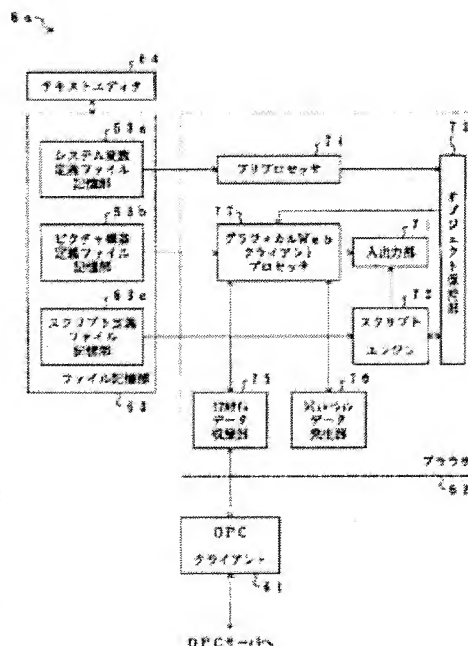 6a
64
テキストエディタ
63a
システム変数
定義ファイル
記憶部
74
プリプロセッサ
73
オブジェクト保管部
63b
ピクチャ構築
定義ファイル
記憶部
77
グラフィカルWeb
クライアント
プロセッサ
71
入出力部
63c
スクリプト定義
ファイル
記憶部
72
スクリプト
エンジン
ファイル記憶部
63
75
データ
収集器
76
データ
発生器
ブラウザ
62
OPC
クライアント
61
OPCサーバへ